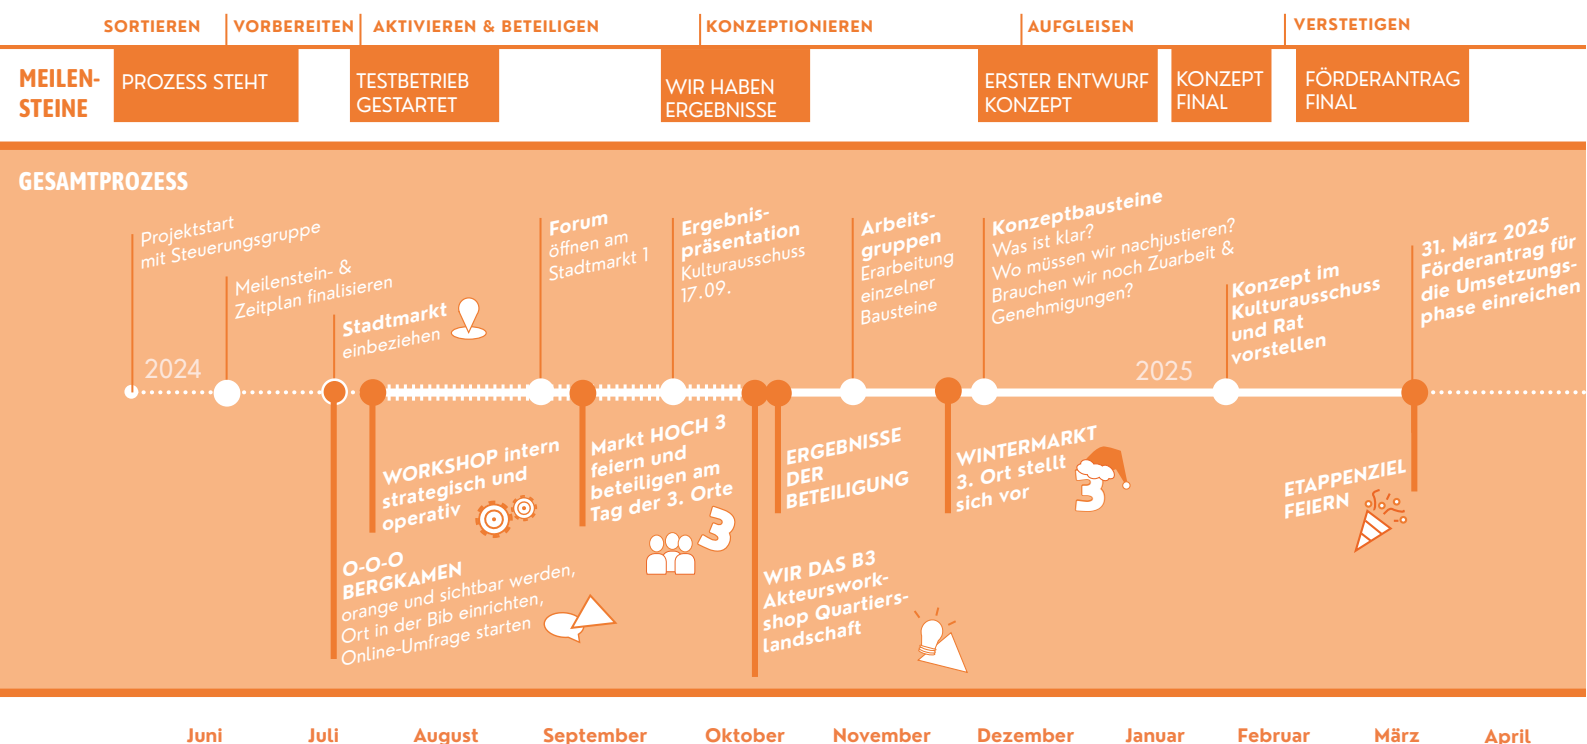 SORTIEREN
VORBEREITEN
AKTIVIEREN & BETEILIGEN
KONZEPTIONIEREN
AUFGLEISEN
VERSTETIGEN
MEILEN-
STEINE
PROZESS STEHT
TESTBETRIEB
GESTARTET
WIR HABEN
ERGEBNISSE
ERSTER ENTWURF
KONZEPT
KONZEPT
FINAL
FÖRDERANTRAG
FINAL
GESAMTPROZESS
Projektstart
mit Steuerungsgruppe
Meilenstein- &
Zeitplan finalisieren
Stadtmarkt
einbeziehen
Forum
öffnen am
Stadtmarkt 1
Ergebnis-
präsentation
Kulturausschuss
17.09.
Arbeits-
gruppen
Erarbeitung
einzelner
Bausteine
Konzeptbausteine
Was ist klar?
Wo müssen wir nachjustieren?
Brauchen wir noch Zuarbeit &
Genehmigungen?
Konzept im
Kulturausschuss
und Rat
vorstellen
31. März 2025
Förderantrag für
die Umsetzungs-
phase einreichen
2024
2025
WORKSHOP intern
strategisch und
operativ
O-O-O
BERGKAMEN
orange und sichtbar werden,
Ort in der Bib einrichten,
Online-Umfrage starten
Markt HOCH 3
feiern und
beteiligen am
Tag der 3. Orte
3
WIR DAS B3
Akteurswork-
shop Quartiers-
landschaft
ERGEBNISSE
DER
BETEILIGUNG
WINTERMARKT
3. Ort stellt
sich vor
3
ETAPPENZIEL
FEIERN
Juni
Juli
August
September
Oktober
November
Dezember
Januar
Februar
März
April